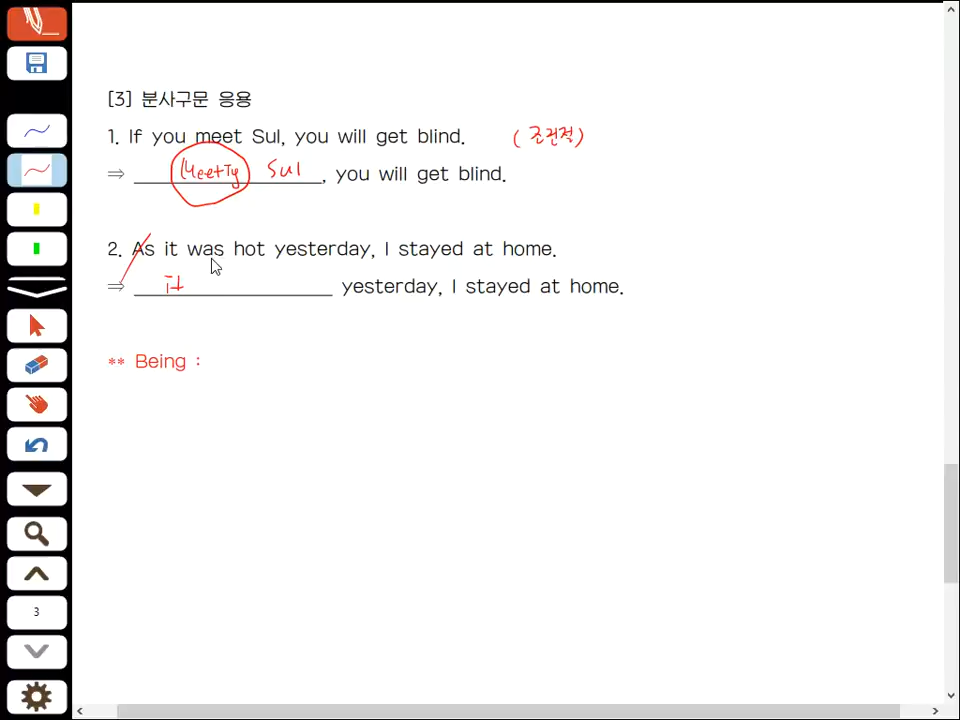 [3] 분사구문 응용
1. If you meet Sul, you will get blind. (조건적)
⇒ Meeting Sul, you will get blind.
2. As it was hot yesterday, I stayed at home.
⇒ it yesterday, I stayed at home.
** Being :
3